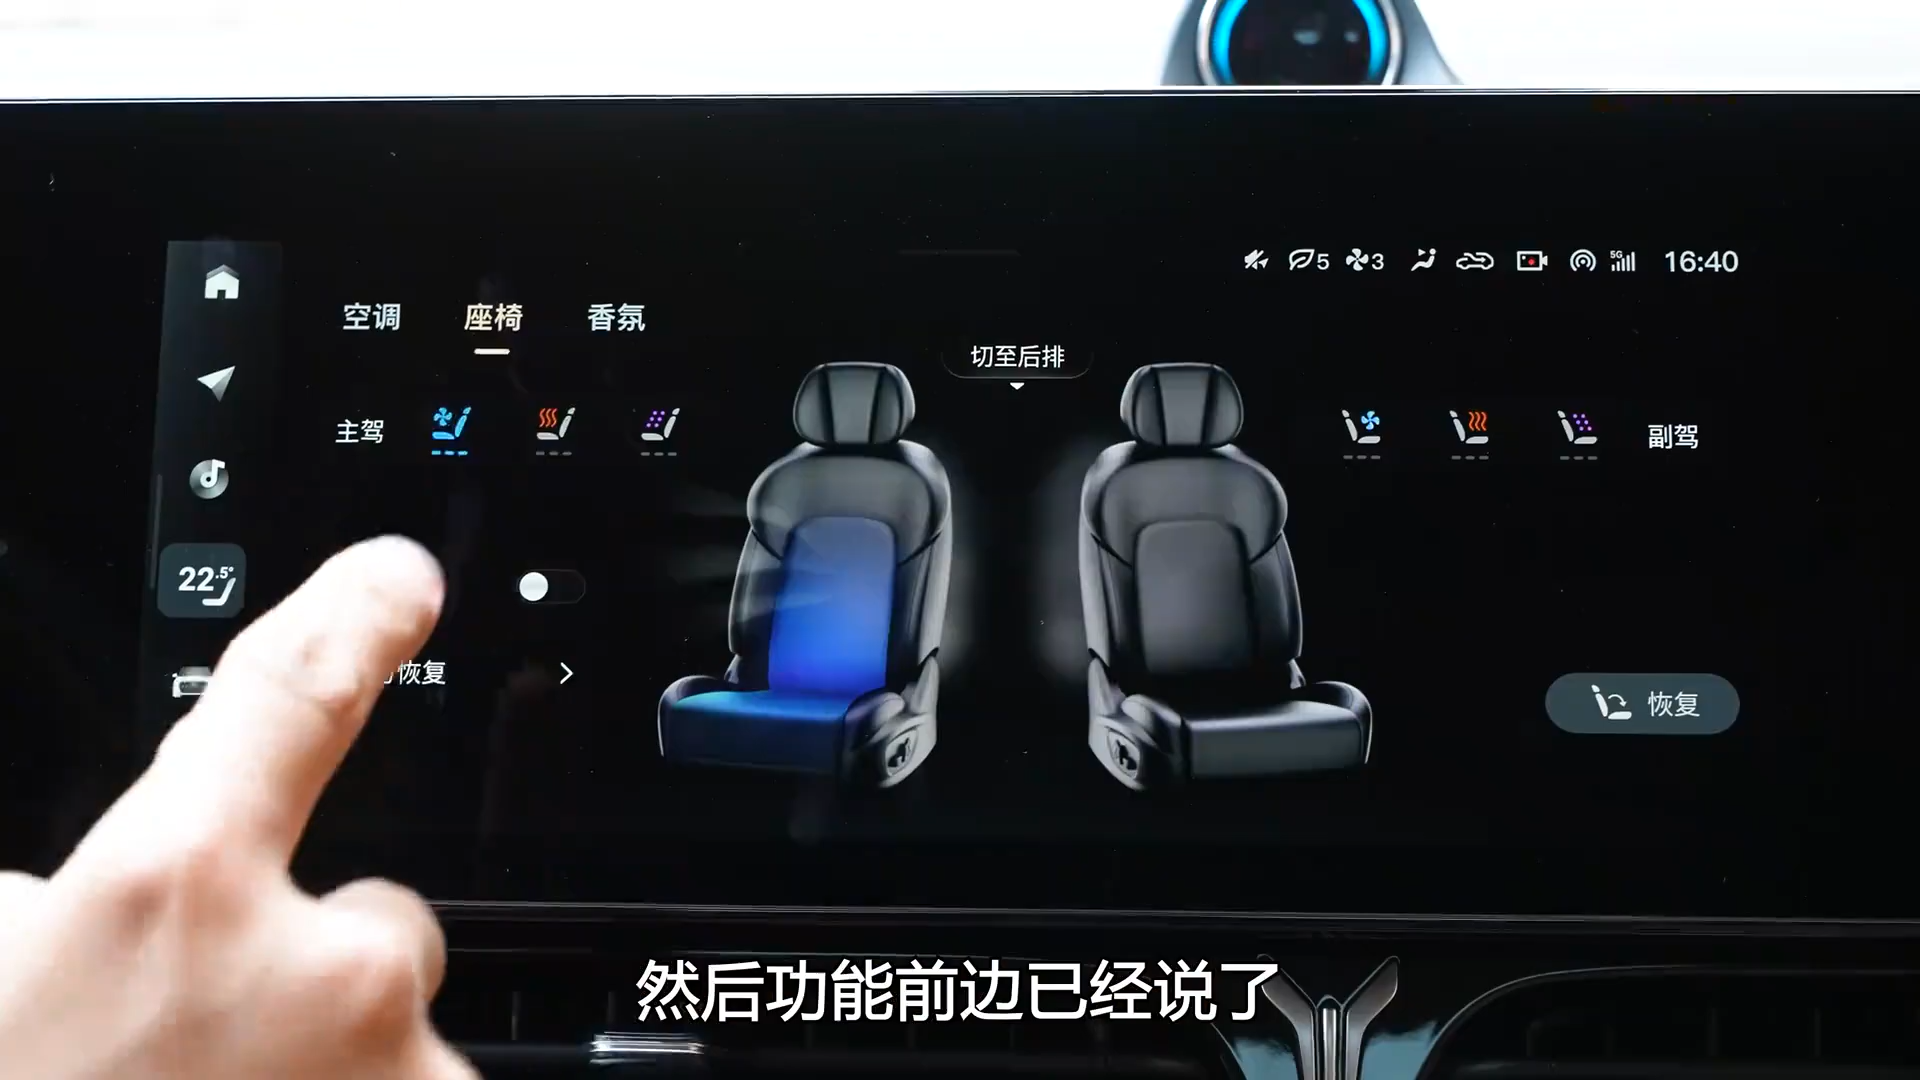 5 3 5G 16:40
空调 座椅 香氛
切至后排
主驾
副驾
22.5°
恢复
恢复
然后功能前边已经说了